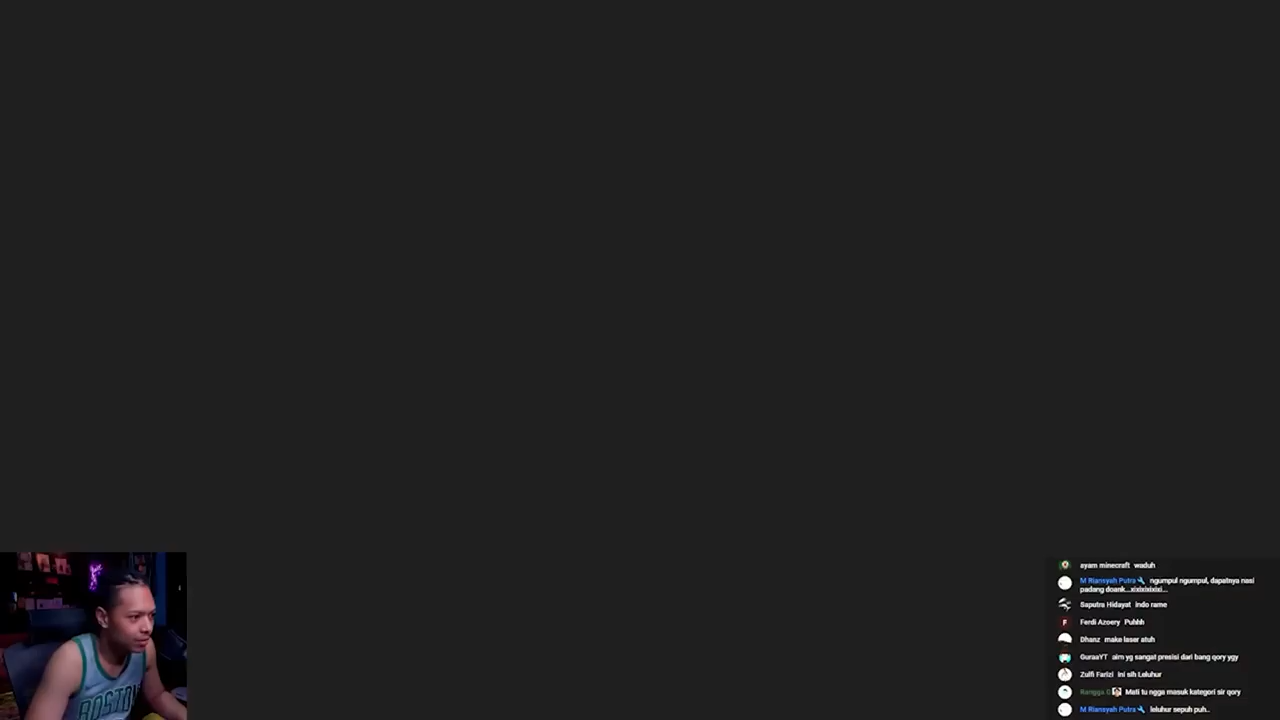 ayam minecraft waduh
M Riansyah Putra ngumpul ngumpul, dapatnya nasi
padang doank...xixixixixixi...
Saputra Hidayat indo rame
F Ferdi Azoery Puhhh
Dhanz make laser atuh
GuraaYT aim yg sangat presisi dari bang qory ygy
Zulfi Farizi ini sih Leluhur
Rangga Mati tu ngga masuk kategori sir qory
M Riansyah Putra leluhur sepuh puh..
BOSTON